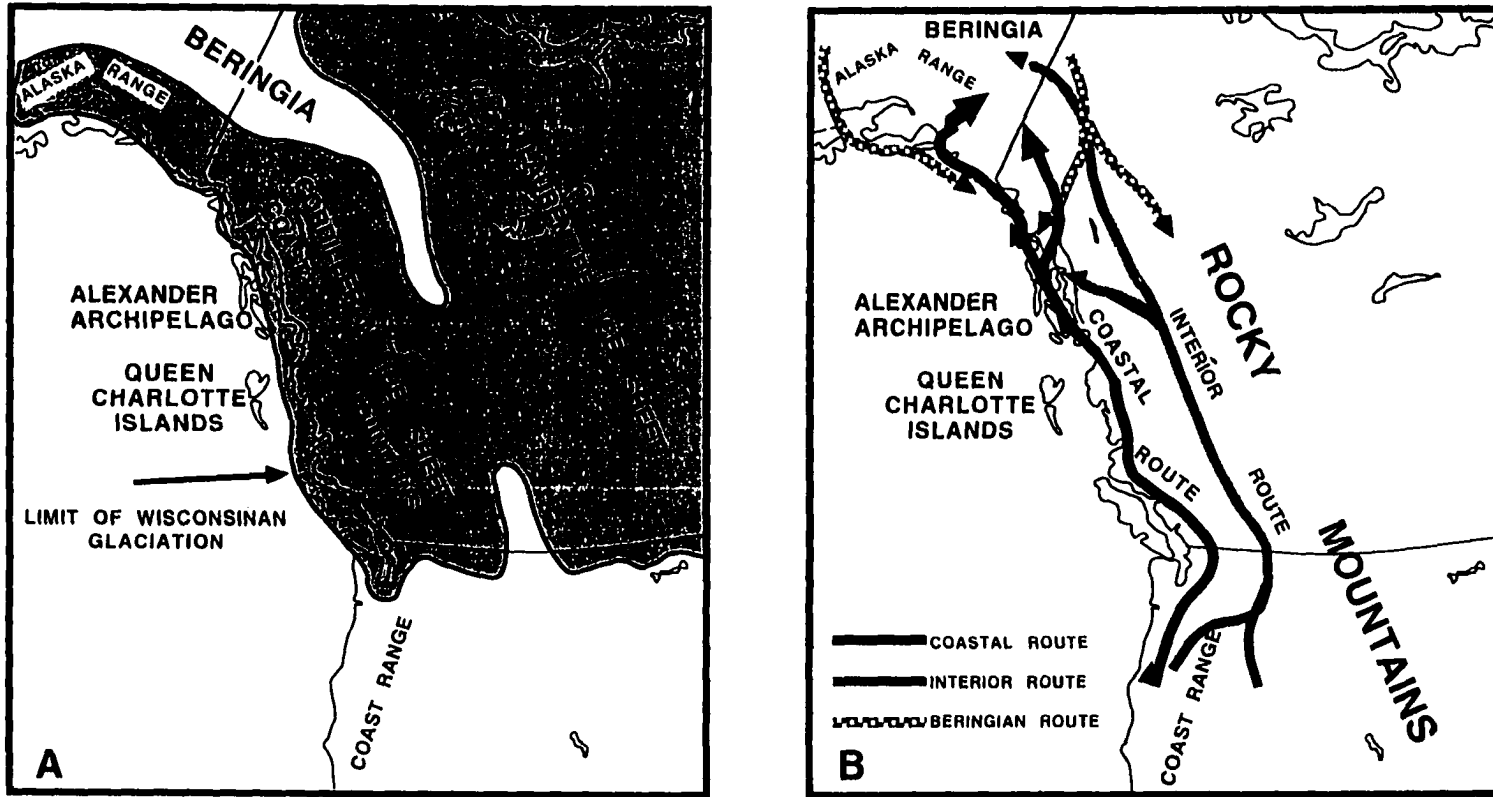 BERINGIA
ALASKA RANGE
ALEXANDER
ARCHIPELAGO
QUEEN
CHARLOTTE
ISLANDS
LIMIT OF WISCONSINAN
GLACIATION
COAST RANGE
A
BERINGIA
ALASKA RANGE
ALEXANDER
ARCHIPELAGO
QUEEN
CHARLOTTE
ISLANDS
COASTAL ROUTE
INTERIOR ROUTE
ROCKY MOUNTAINS
COASTAL ROUTE
INTERIOR ROUTE
BERINGIAN ROUTE
COAST RANGE
B